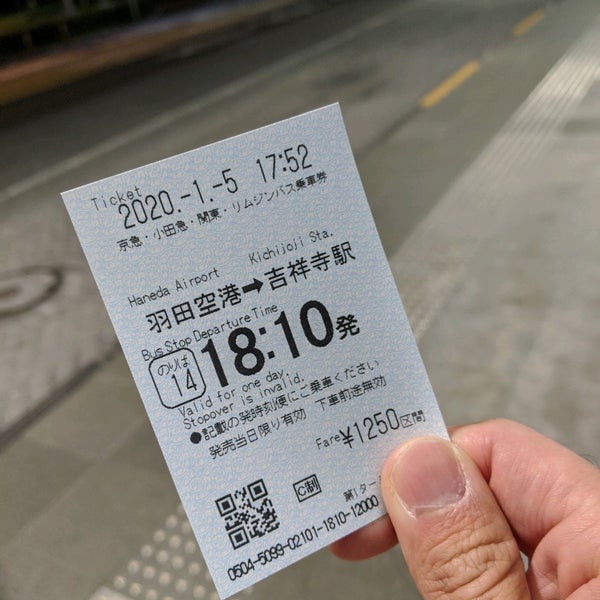 Ticket
2020.-1.-5 17:52
京急・小田急・関東・リムジンバス乗車券
Haneda Airport Kichijoji Sta.
羽田空港➡吉祥寺駅
Bus Stop Departure Time
のりば 14 18:10発
Valid for one day.
Stopover is invalid.
●記載の発時刻便にご乗車ください
発売当日限り有効 下車前途無効
Fare¥1250区間
C制 第1ター
0504-5099-02101-1810-12000